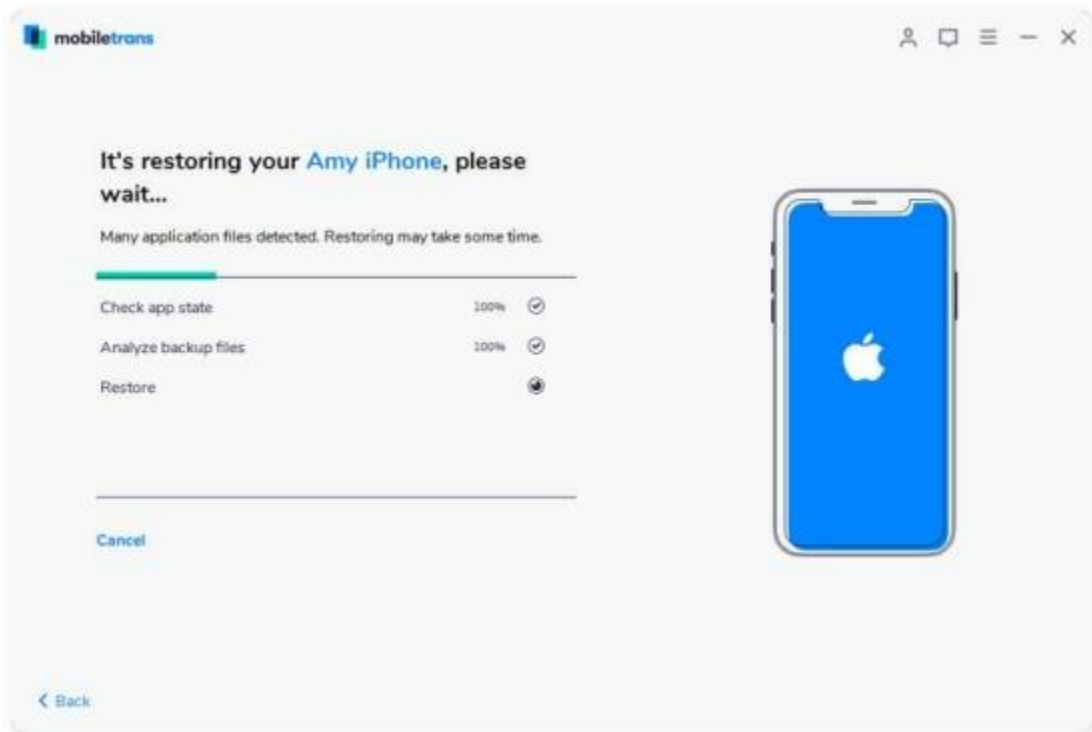 mobiletrans
It's restoring your Amy iPhone, please
wait...
Many application files detected. Restoring may take some time.
Check app state 100%
Analyze backup files 100%
Restore
Cancel
Back